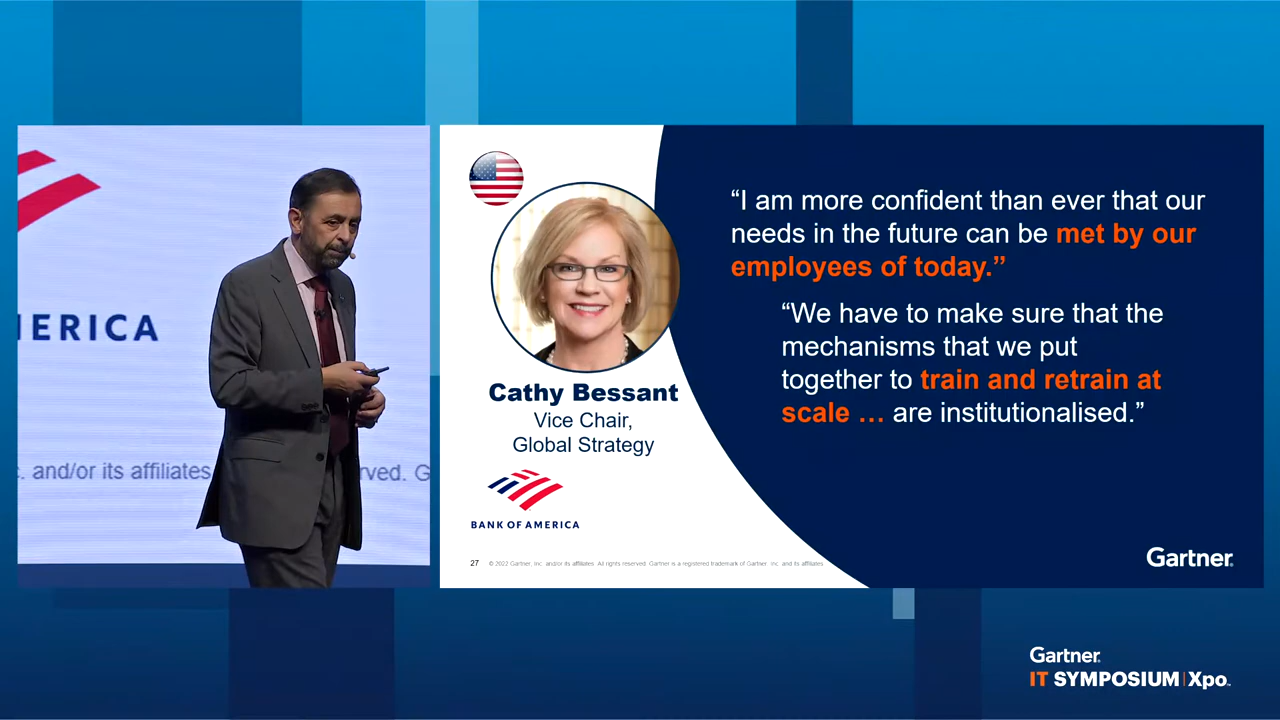 ERICA
. and/or its affiliates
rved. G
“I am more confident than ever that our
needs in the future can be met by our
employees of today.”
“We have to make sure that the
mechanisms that we put
together to train and retrain at
scale … are institutionalised.”
Cathy Bessant
Vice Chair,
Global Strategy
BANK OF AMERICA
27 © 2022 Gartner, Inc. and/or its affiliates. All rights reserved. Gartner is a registered trademark of Gartner, Inc. and its affiliates.
Gartner®
Gartner®
IT SYMPOSIUM | Xpo™